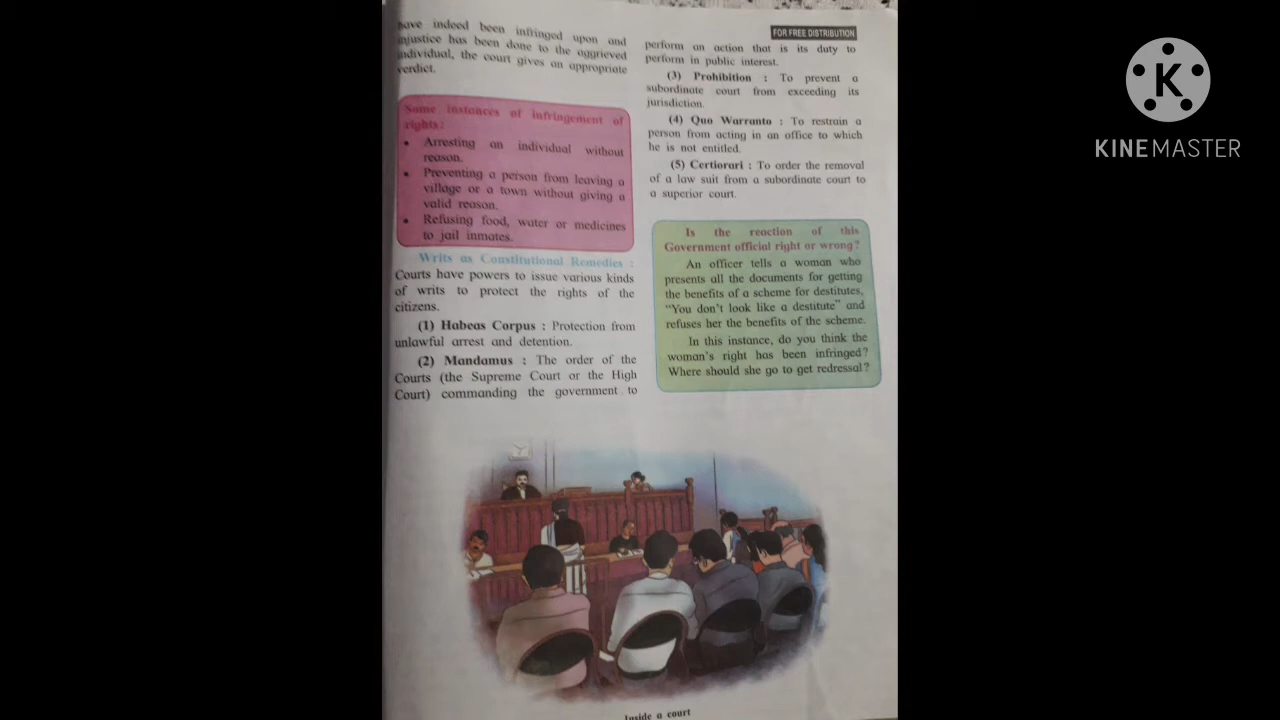 have indeed been infringed upon and
injustice has been done to the aggrieved
individual, the court gives an appropriate
verdict.
Some instances of infringement of
rights:
• Arresting an individual without
reason.
• Preventing a person from leaving a
village or a town without giving a
valid reason.
• Refusing food, water or medicines
to jail inmates.
Writs as Constitutional Remedies :
Courts have powers to issue various kinds
of writs to protect the rights of the
citizens.
(1) Habeas Corpus : Protection from
unlawful arrest and detention.
(2) Mandamus : The order of the
Courts (the Supreme Court or the High
Court) commanding the government to
FOR FREE DISTRIBUTION
perform an action that is its duty to
perform in public interest.
(3) Prohibition : To prevent a
subordinate court from exceeding its
jurisdiction.
(4) Quo Warranto : To restrain a
person from acting in an office to which
he is not entitled.
(5) Certiorari : To order the removal
of a law suit from a subordinate court to
a superior court.
Is the reaction of this
Government official right or wrong?
An officer tells a woman who
presents all the documents for getting
the benefits of a scheme for destitutes,
"You don't look like a destitute" and
refuses her the benefits of the scheme.
In this instance, do you think the
woman's right has been infringed?
Where should she go to get redressal?
Inside a court
K
KINEMASTER